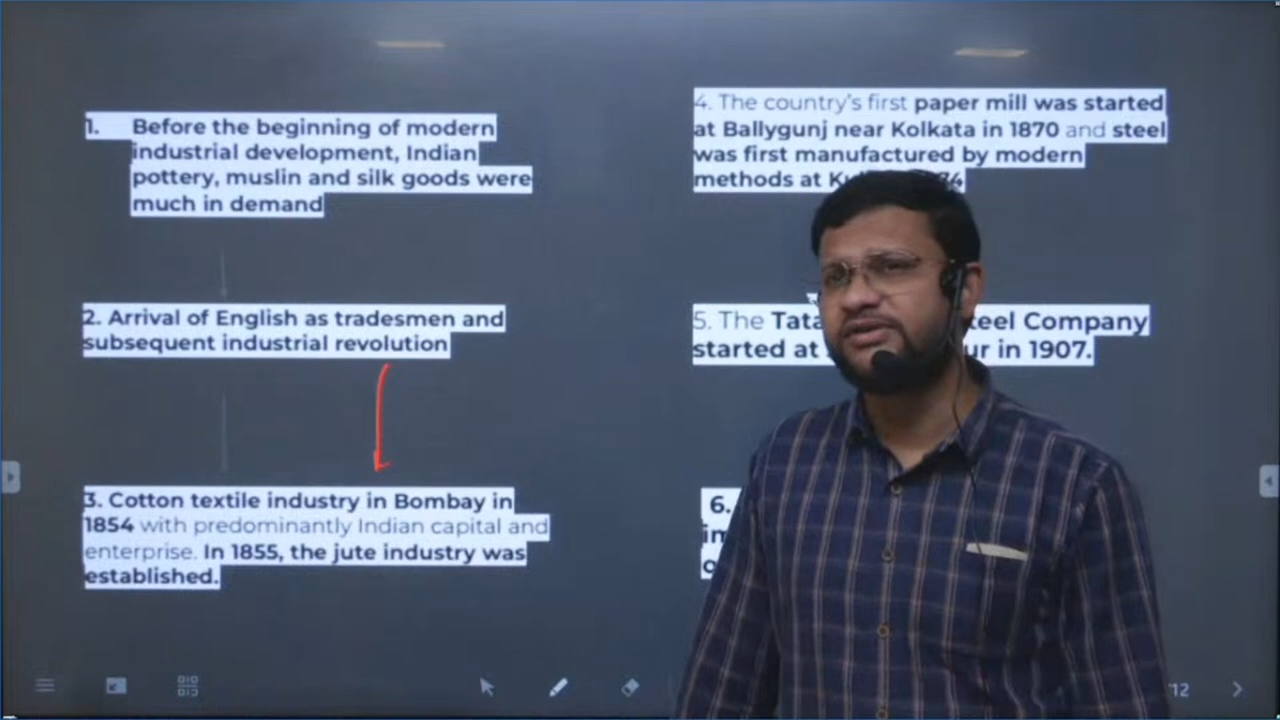 1. Before the beginning of modern
industrial development, Indian
pottery, muslin and silk goods were
much in demand
2. Arrival of English as tradesmen and
subsequent industrial revolution
3. Cotton textile industry in Bombay in
1854 with predominantly Indian capital and
enterprise. In 1855, the jute industry was
established.
4. The country's first paper mill was started
at Ballygunj near Kolkata in 1870 and steel
was first manufactured by modern
methods at
5. The Tata Company
started at in 1907.
6.
12